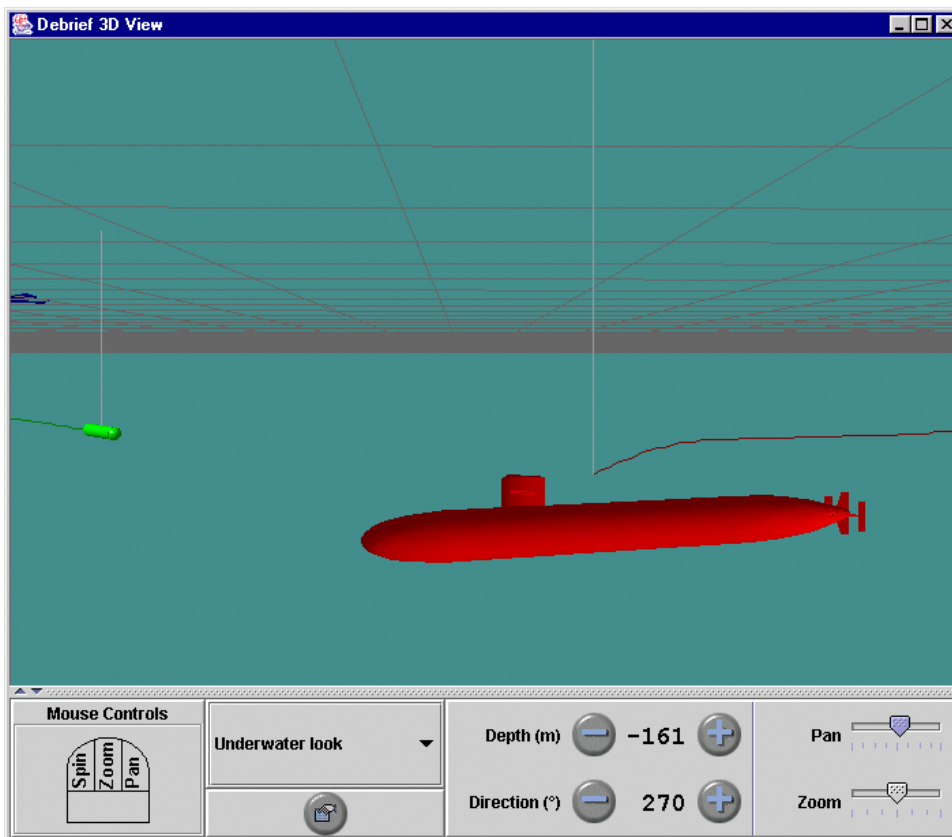 Debrief 3D View
Mouse Controls
Spin
Zoom
Pan
Underwater look
Depth (m)
-161
Direction (°)
270
Pan
Zoom